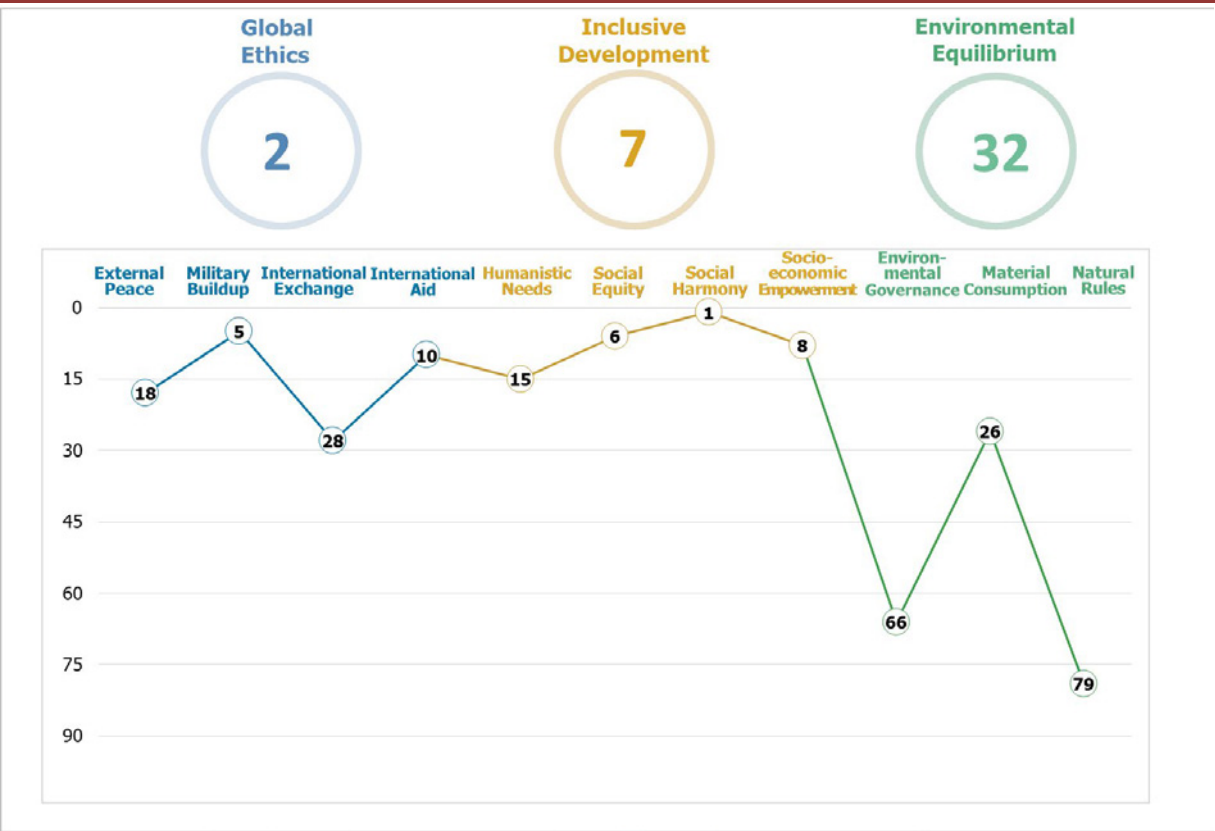 Global
Ethics
Inclusive
Development
Environmental
Equilibrium
2
7
32
External
Peace
Military
Buildup
International
Exchange
International
Aid
Humanistic
Needs
Social
Equity
Social
Harmony
Socio-
economic
Empowerment
Environ-
mental
Governance
Material
Consumption
Natural
Rules
0
15
30
45
60
75
90
18
5
28
10
15
6
1
8
66
26
79